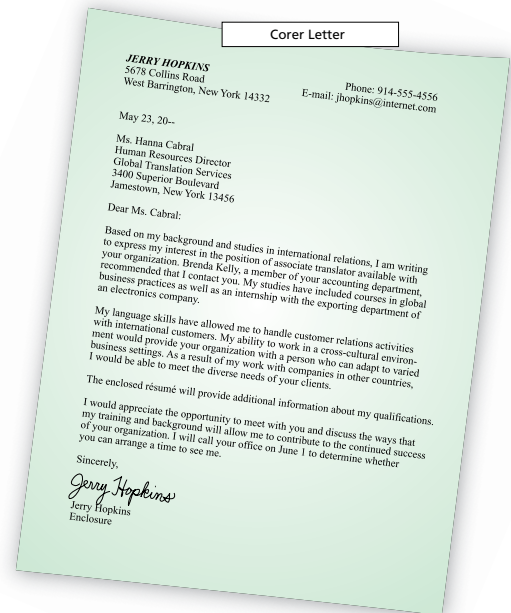 Corer Letter
JERRY HOPKINS
5678 Collins Road
West Barrington, New York 14332
Phone: 914-555-4556
E-mail: jhopkins@internet.com
May 23, 20--
Ms. Hanna Cabral
Human Resources Director
Global Translation Services
3400 Superior Boulevard
Jamestown, New York 13456
Dear Ms. Cabral:
Based on my background and studies in international relations, I am writing
to express my interest in the position of associate translator available with
your organization. Brenda Kelly, a member of your accounting department,
recommended that I contact you. My studies have included courses in global
business practices as well as an internship with the exporting department of
an electronics company.
My language skills have allowed me to handle customer relations activities
with international customers. My ability to work in a cross-cultural environ-
ment would provide your organization with a person who can adapt to varied
business settings. As a result of my work with companies in other countries,
I would be able to meet the diverse needs of your clients.
The enclosed résumé will provide additional information about my qualifications.
I would appreciate the opportunity to meet with you and discuss the ways that
my training and background will allow me to contribute to the continued success
of your organization. I will call your office on June 1 to determine whether
you can arrange a time to see me.
Sincerely,
Jerry Hopkins
Jerry Hopkins
Enclosure